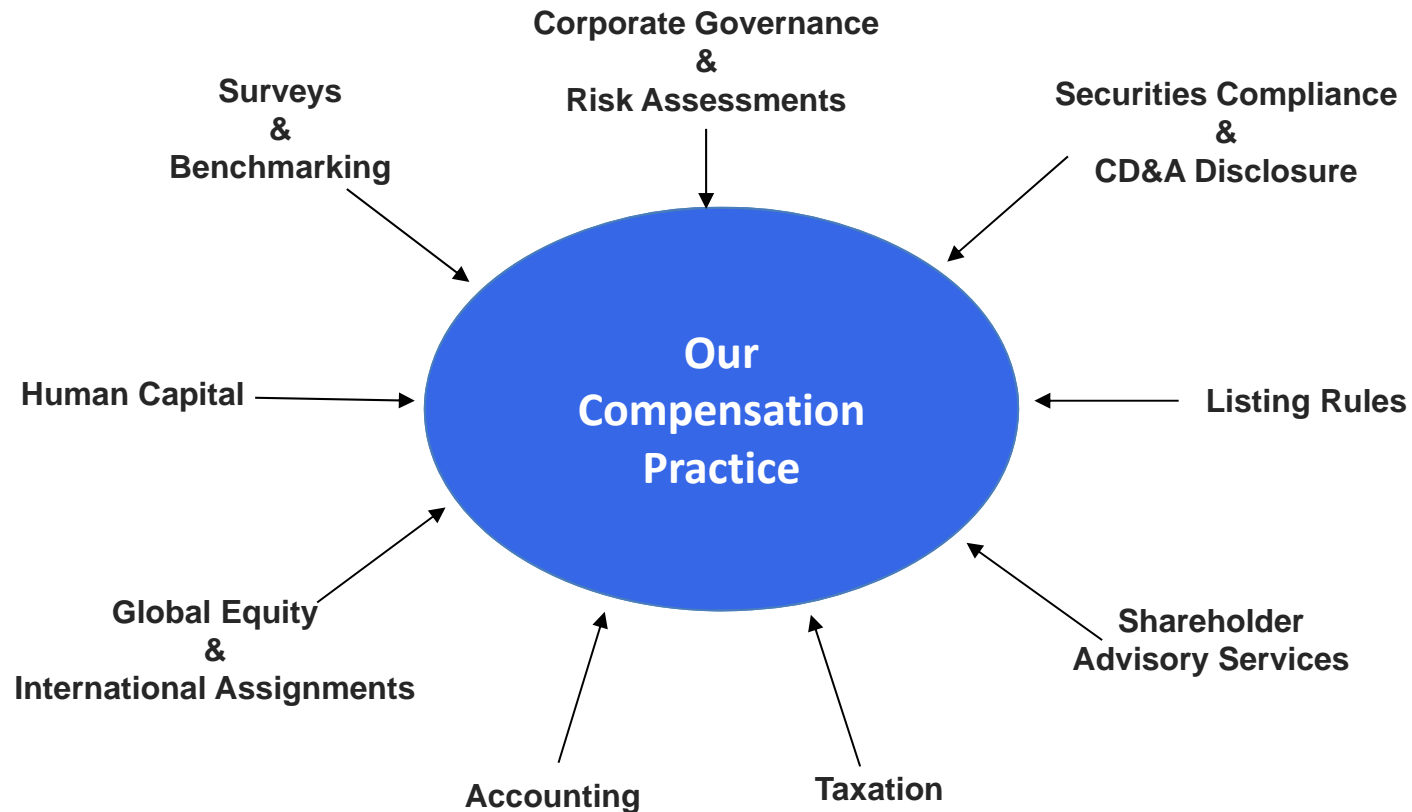 Corporate Governance
&
Risk Assessments
Surveys
&
Benchmarking
Securities Compliance
&
CD&A Disclosure
Our
Compensation
Practice
Human Capital
Listing Rules
Global Equity
&
International Assignments
Shareholder
Advisory Services
Accounting
Taxation